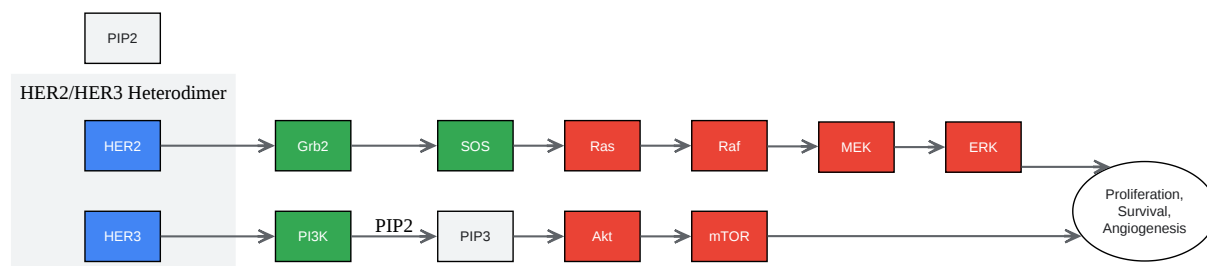 PIP2
HER2/HER3 Heterodimer
HER2
Grb2
SOS
Ras
Raf
MEK
ERK
Proliferation,
Survival,
Angiogenesis
HER3
PI3K
PIP2
PIP3
Akt
mTOR